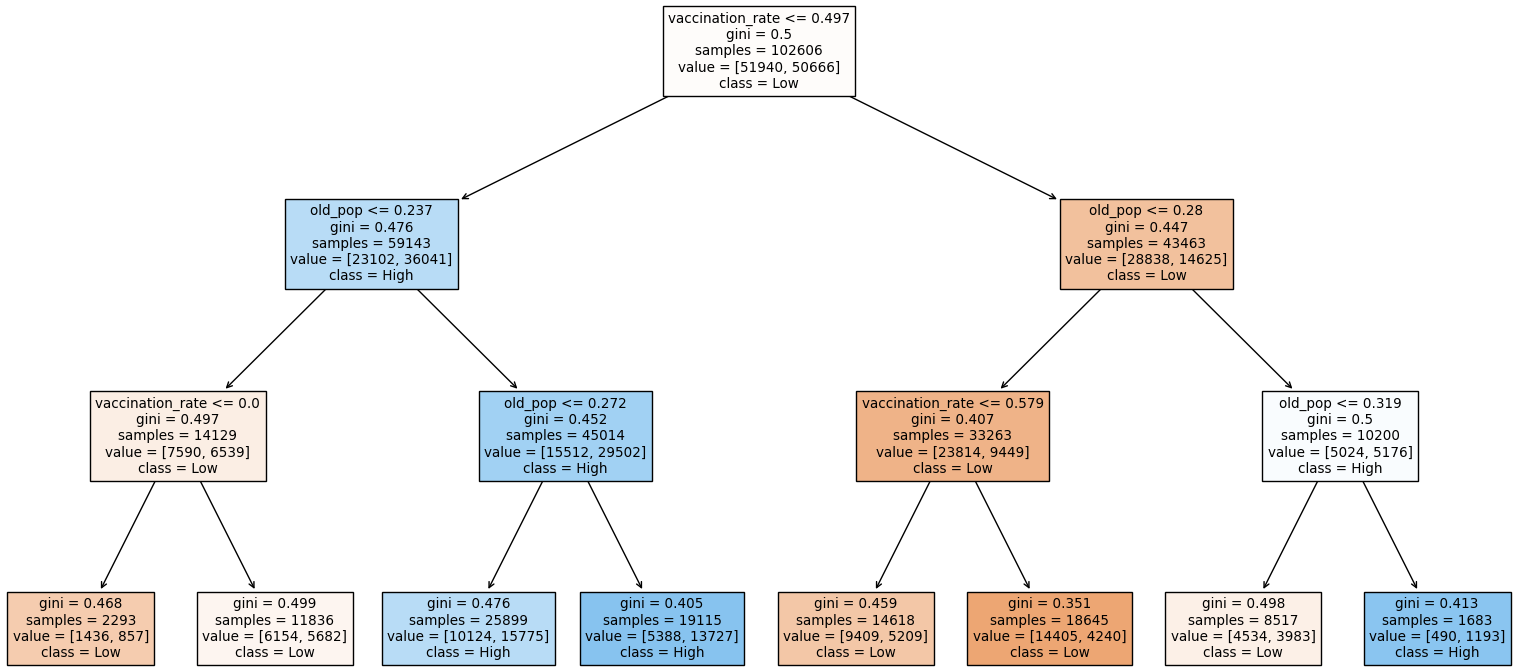 vaccination_rate <= 0.497
gini = 0.5
samples = 102606
value = [51940, 50666]
class = Low
old_pop <= 0.237
gini = 0.476
samples = 59143
value = [23102, 36041]
class = High
old_pop <= 0.28
gini = 0.447
samples = 43463
value = [28838, 14625]
class = Low
vaccination_rate <= 0.0
gini = 0.497
samples = 14129
value = [7590, 6539]
class = Low
old_pop <= 0.272
gini = 0.452
samples = 45014
value = [15512, 29502]
class = High
vaccination_rate <= 0.579
gini = 0.407
samples = 33263
value = [23814, 9449]
class = Low
old_pop <= 0.319
gini = 0.5
samples = 10200
value = [5024, 5176]
class = High
gini = 0.468
samples = 2293
value = [1436, 857]
class = Low
gini = 0.499
samples = 11836
value = [6154, 5682]
class = Low
gini = 0.476
samples = 25899
value = [10124, 15775]
class = High
gini = 0.405
samples = 19115
value = [5388, 13727]
class = High
gini = 0.459
samples = 14618
value = [9409, 5209]
class = Low
gini = 0.351
samples = 18645
value = [14405, 4240]
class = Low
gini = 0.498
samples = 8517
value = [4534, 3983]
class = Low
gini = 0.413
samples = 1683
value = [490, 1193]
class = High